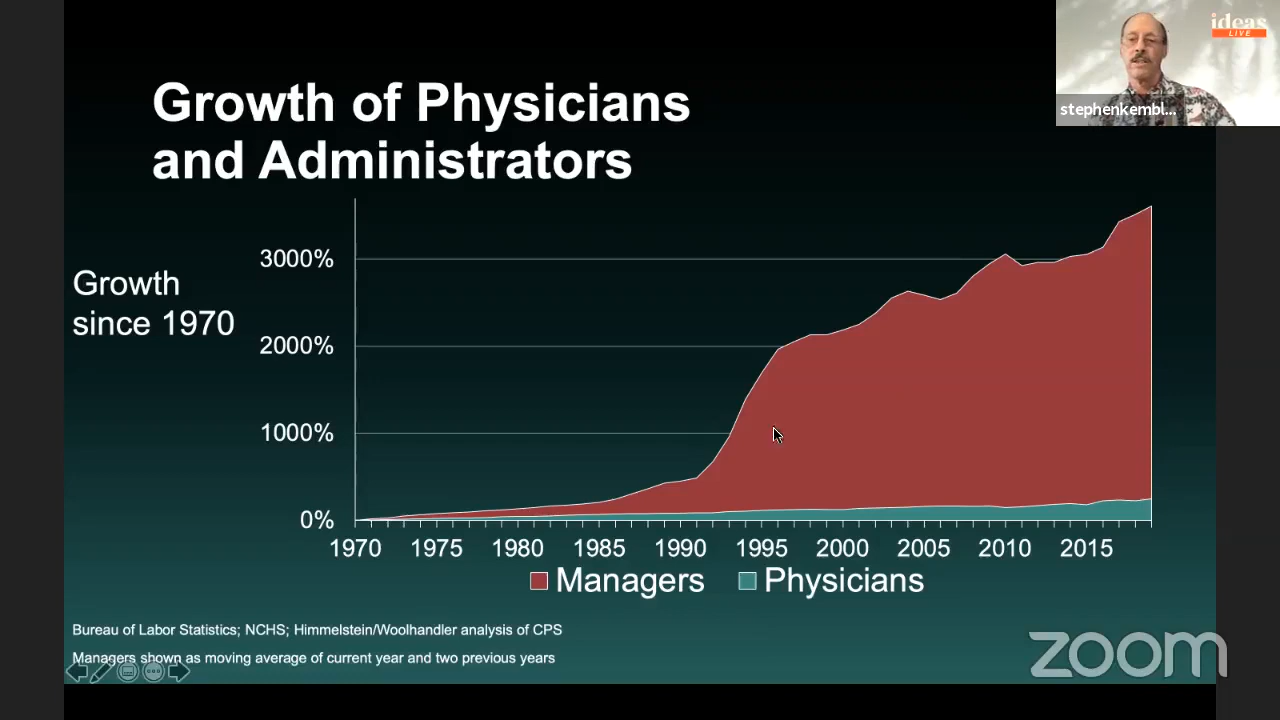 ideas
LIVE
stephenkembl...
Growth of Physicians
and Administrators
Growth
since 1970
3000%
2000%
1000%
0%
1970 1975 1980 1985 1990 1995 2000 2005 2010 2015
Managers Physicians
Bureau of Labor Statistics; NCHS; Himmelstein/Woolhandler analysis of CPS
Managers shown as moving average of current year and two previous years
zoom